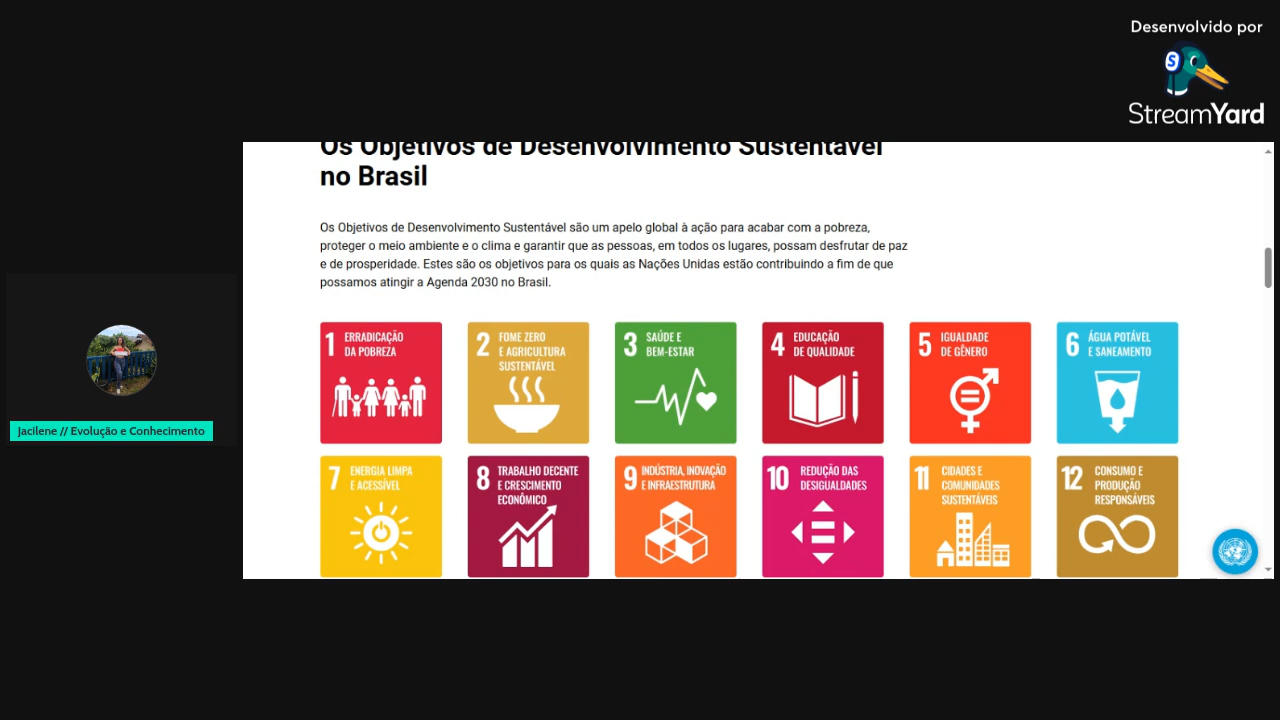 Desenvolvido por
StreamYard
Os Objetivos de Desenvolvimento Sustentável
no Brasil
Os Objetivos de Desenvolvimento Sustentável são um apelo global à ação para acabar com a pobreza,
proteger o meio ambiente e o clima e garantir que as pessoas, em todos os lugares, possam desfrutar de paz
e de prosperidade. Estes são os objetivos para os quais as Nações Unidas estão contribuindo a fim de que
possamos atingir a Agenda 2030 no Brasil.
1 ERRADICAÇÃO
DA POBREZA
2 FOME ZERO
E AGRICULTURA
SUSTENTÁVEL
3 SAÚDE E
BEM-ESTAR
4 EDUCAÇÃO
DE QUALIDADE
5 IGUALDADE
DE GÊNERO
6 ÁGUA POTÁVEL
E SANEAMENTO
7 ENERGIA LIMPA
E ACESSÍVEL
8 TRABALHO DECENTE
E CRESCIMENTO
ECONÔMICO
9 INDÚSTRIA, INOVAÇÃO
E INFRAESTRUTURA
10 REDUÇÃO DAS
DESIGUALDADES
11 CIDADES E
COMUNIDADES
SUSTENTÁVEIS
12 CONSUMO E
PRODUÇÃO
RESPONSÁVEIS
Jacilene // Evolução e Conhecimento